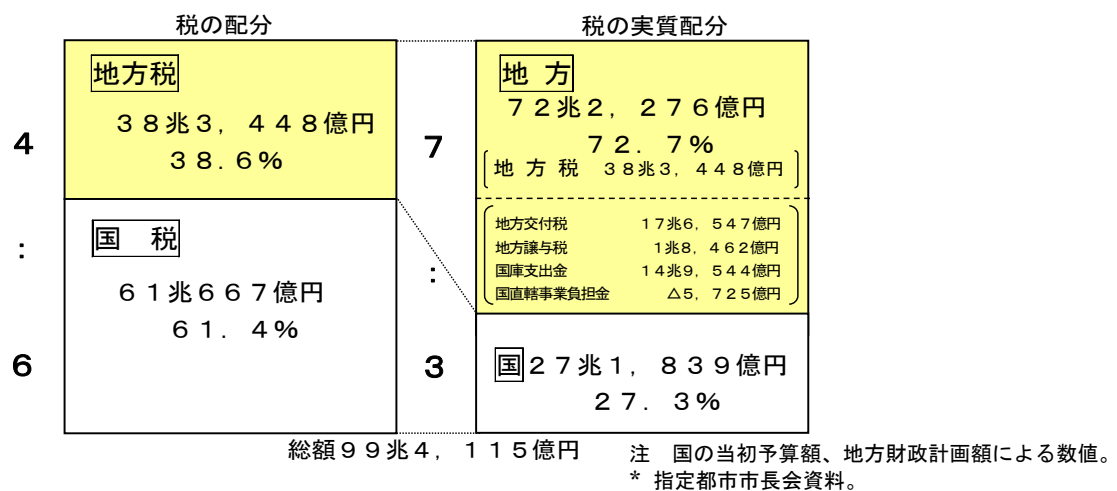 税の配分
地方税
３８兆３，４４８億円
３８.６%
国 税
６１兆６６７億円
６１．４%
4
:
6
税の実質配分
地 方
７２兆２，２７６億円
７２．７%
地 方 税 ３８兆３，４４８億円
地方交付税 １７兆６，５４７億円
地方譲与税 １兆８，４６２億円
国庫支出金 １４兆９，５４４億円
国直轄事業負担金 △５，７２５億円
国２７兆１，８３９億円
２７．３%
7
:
3
総額９９兆４，１１５億円
注 国の当初予算額、地方財政計画額による数値。
* 指定都市市長会資料。